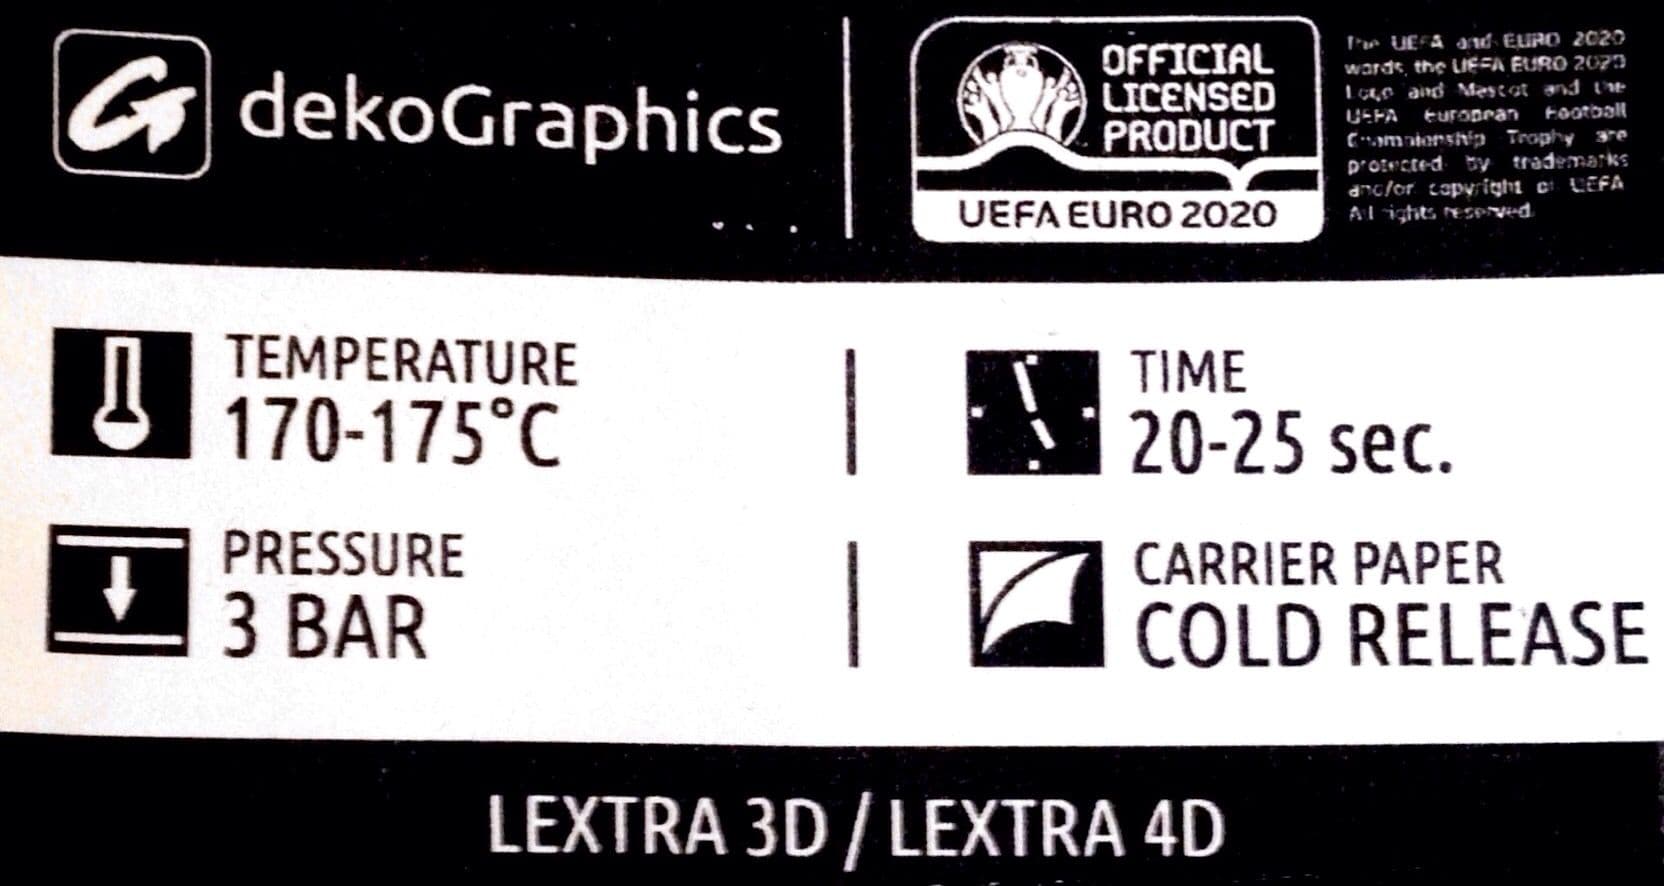 dekoGraphics
OFFICIAL
LICENSED
PRODUCT
UEFA EURO 2020
The UEFA and EURO 2020
words, the UEFA EURO 2020
Logo and Mascot and the
UEFA European Football
Championship Trophy are
protected by trademarks
and/or copyright of UEFA
All rights reserved.
TEMPERATURE
170-175°C
TIME
20-25 sec.
PRESSURE
3 BAR
CARRIER PAPER
COLD RELEASE
LEXTRA 3D / LEXTRA 4D